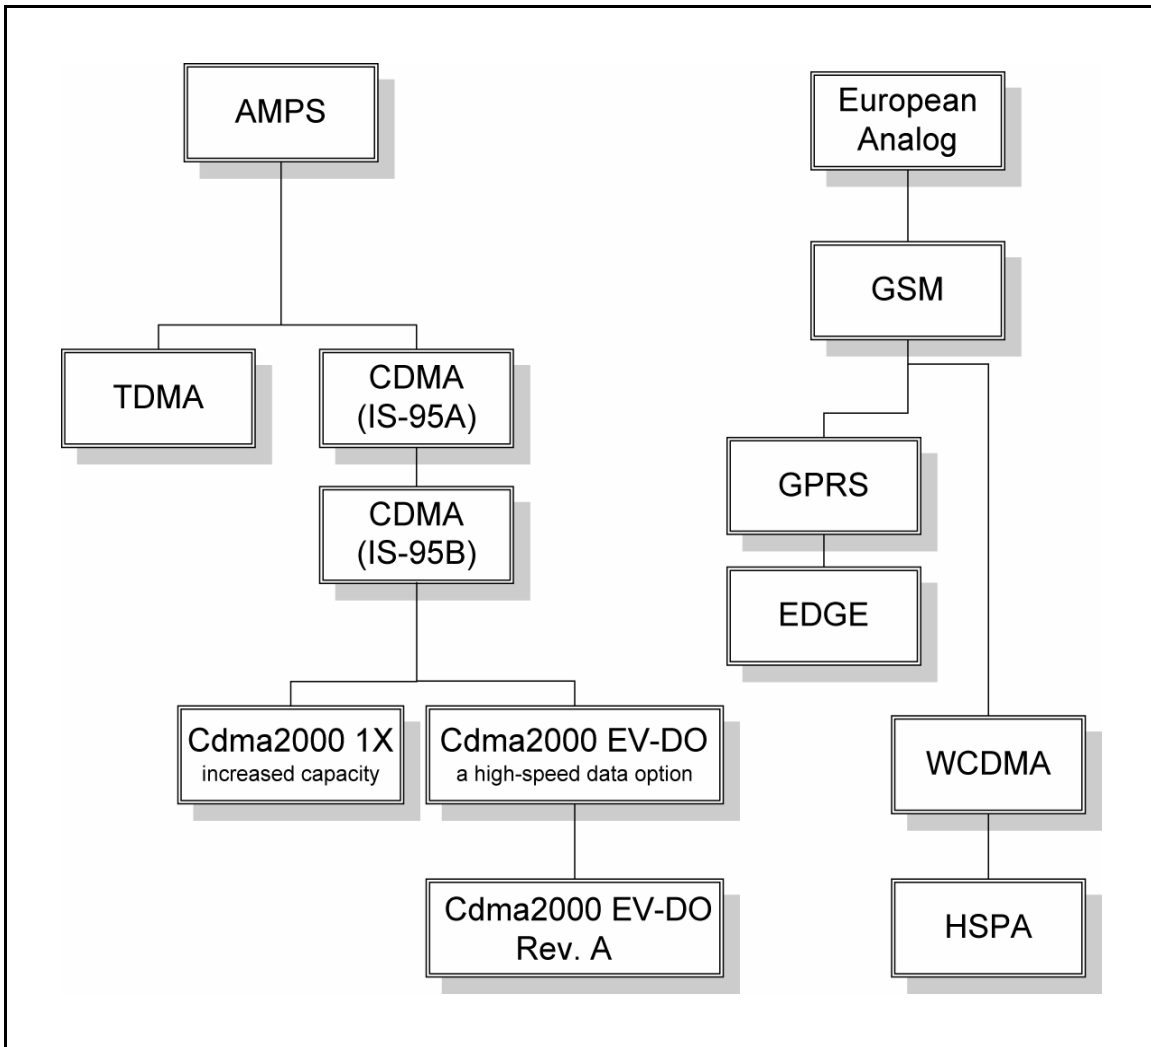 AMPS
European
Analog
GSM
TDMA
CDMA
(IS-95A)
GPRS
CDMA
(IS-95B)
EDGE
Cdma2000 1X
increased capacity
Cdma2000 EV-DO
a high-speed data option
WCDMA
Cdma2000 EV-DO
Rev. A
HSPA